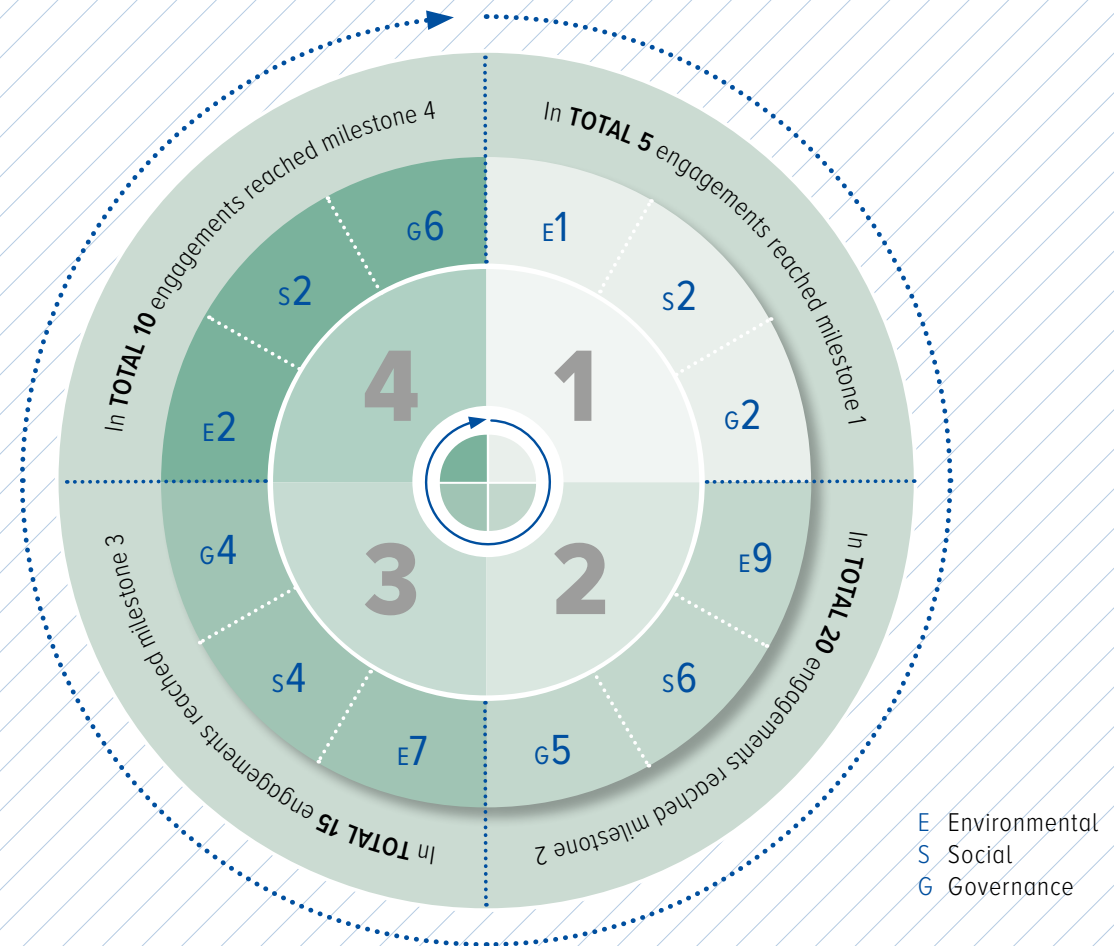 In TOTAL 5 engagements reached milestone 1
E1
S2
G2
1
In TOTAL 20 engagements reached milestone 2
E9
S6
G5
2
In TOTAL 15 engagements reached milestone 3
E7
S4
G4
3
In TOTAL 10 engagements reached milestone 4
E2
S2
G6
4
E Environmental
S Social
G Governance